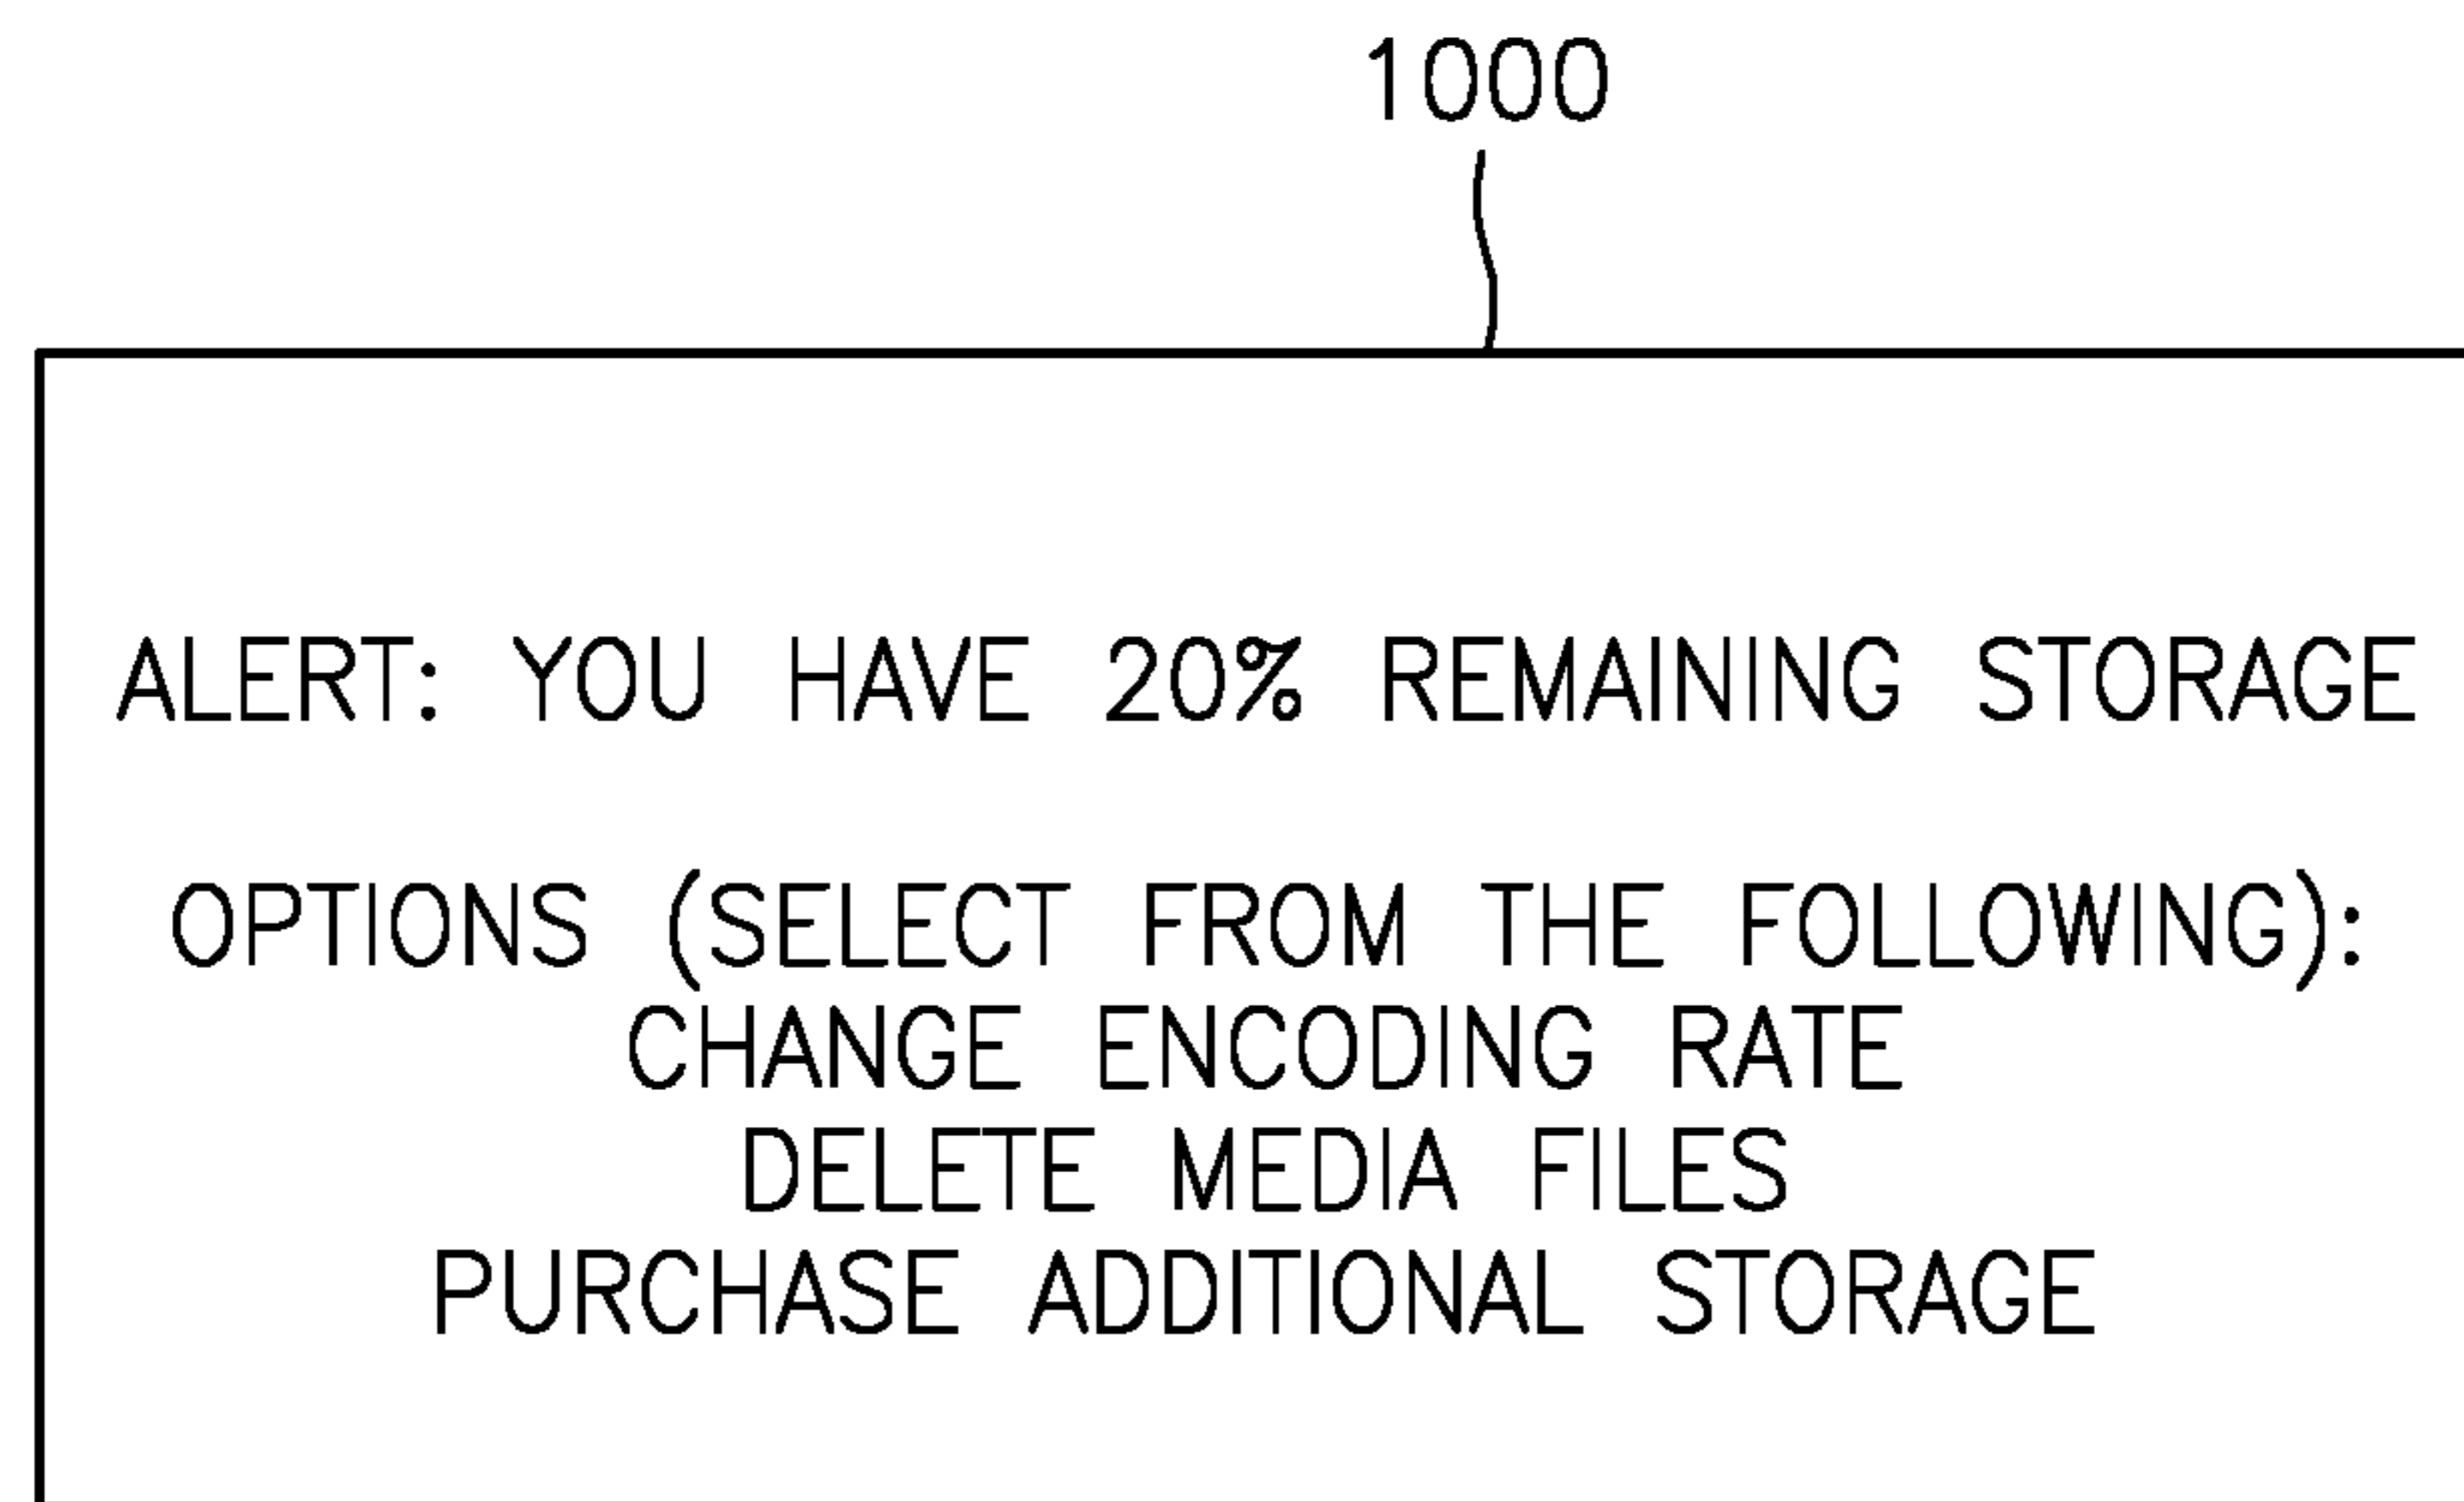 1000
ALERT: YOU HAVE 20% REMAINING STORAGE
OPTIONS (SELECT FROM THE FOLLOWING):
CHANGE ENCODING RATE
DELETE MEDIA FILES
PURCHASE ADDITIONAL STORAGE